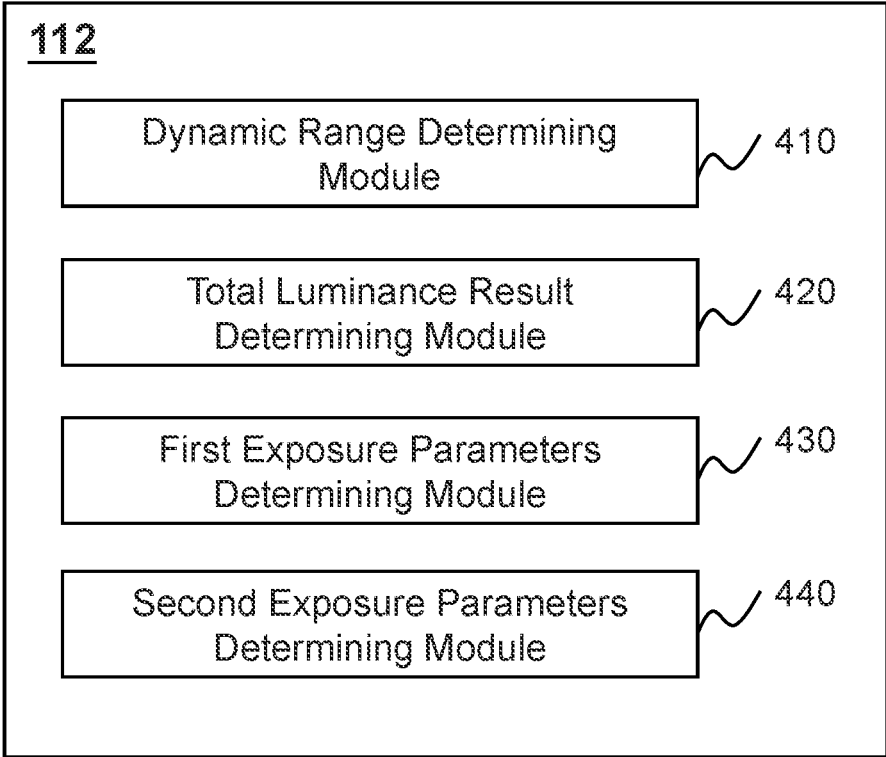 112
Dynamic Range Determining
Module
410
Total Luminance Result
Determining Module
420
First Exposure Parameters
Determining Module
430
Second Exposure Parameters
Determining Module
440